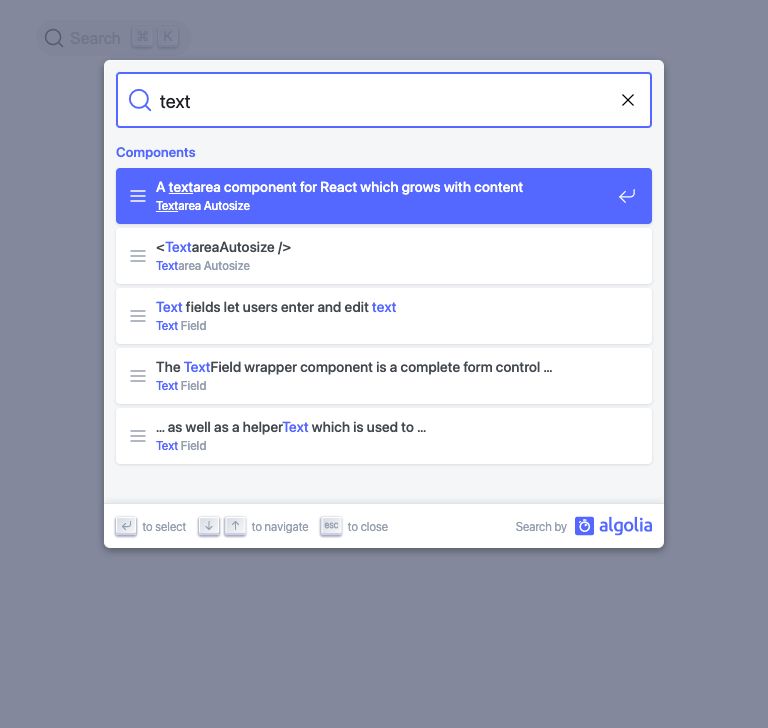 Search ⌘ K
text
Components
A textarea component for React which grows with content
Textarea Autosize
<TextareaAutosize />
Textarea Autosize
Text fields let users enter and edit text
Text Field
The TextField wrapper component is a complete form control ...
Text Field
... as well as a helperText which is used to ...
Text Field
to select ↓ ↑ to navigate esc to close Search by algolia